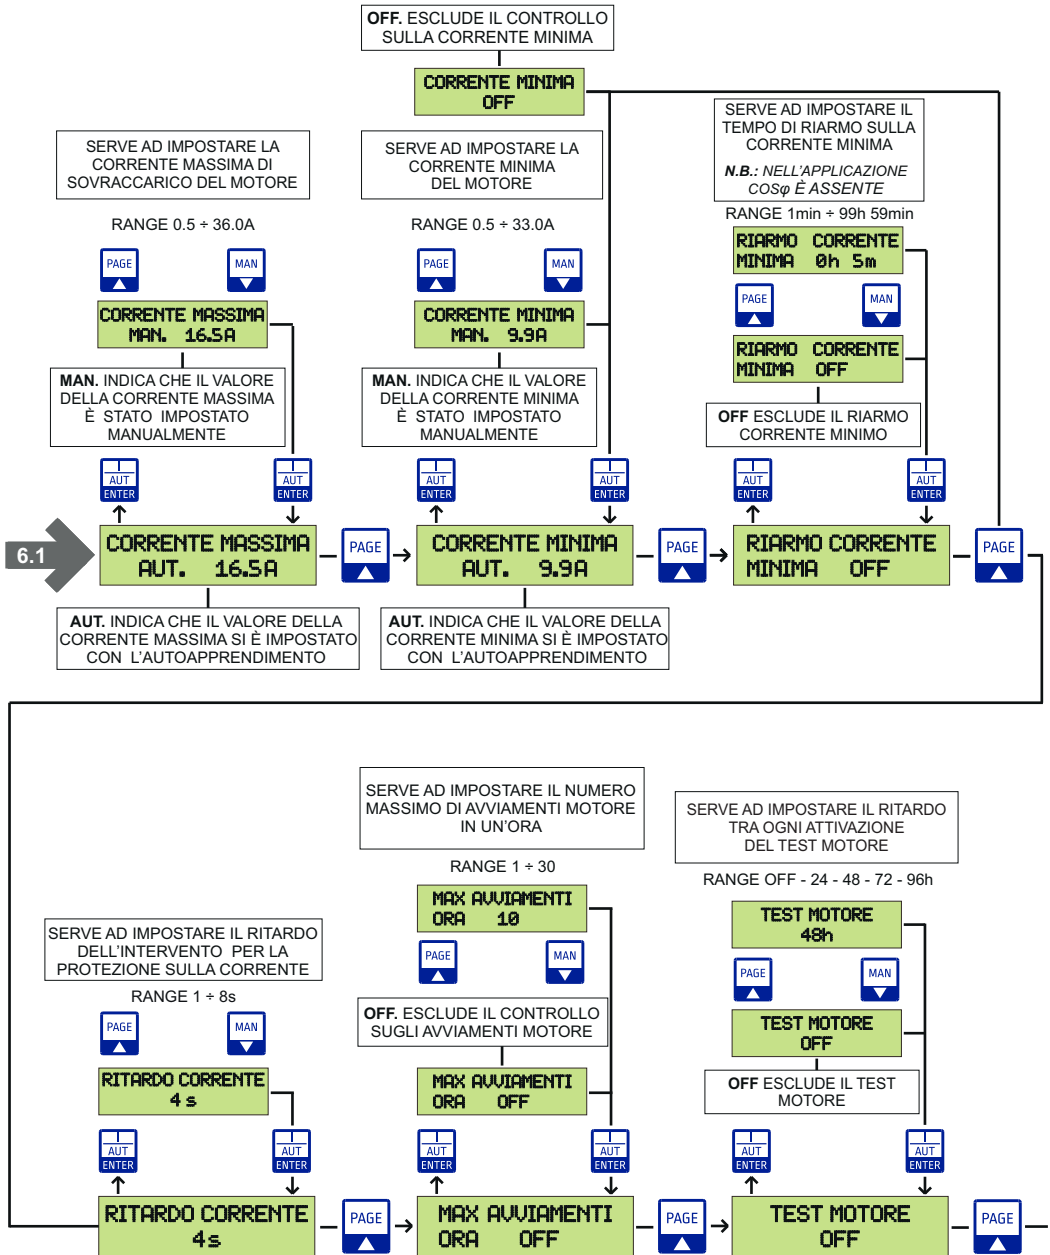 OFF. ESCLUDE IL CONTROLLO
SULLA CORRENTE MINIMA
CORRENTE MINIMA
OFF
SERVE AD IMPOSTARE LA
CORRENTE MASSIMA DI
SOVRACCARICO DEL MOTORE
RANGE 0.5 ÷ 36.0A
PAGE
MAN
CORRENTE MASSIMA
MAN. 16.5A
MAN. INDICA CHE IL VALORE
DELLA CORRENTE MASSIMA
È STATO IMPOSTATO
MANUALMENTE
AUT
ENTER
AUT
ENTER
SERVE AD IMPOSTARE LA
CORRENTE MINIMA
DEL MOTORE
RANGE 0.5 ÷ 33.0A
PAGE
MAN
CORRENTE MINIMA
MAN. 9.9A
MAN. INDICA CHE IL VALORE
DELLA CORRENTE MINIMA
È STATO IMPOSTATO
MANUALMENTE
AUT
ENTER
AUT
ENTER
SERVE AD IMPOSTARE IL
TEMPO DI RIARMO SULLA
CORRENTE MINIMA
N.B.: NELL'APPLICAZIONE
COSφ È ASSENTE
RANGE 1min ÷ 99h 59min
RIARMO CORRENTE
MINIMA 0h 5m
PAGE
MAN
RIARMO CORRENTE
MINIMA OFF
OFF ESCLUDE IL RIARMO
CORRENTE MINIMO
AUT
ENTER
AUT
ENTER
6.1
CORRENTE MASSIMA
AUT. 16.5A
PAGE
CORRENTE MINIMA
AUT. 9.9A
PAGE
RIARMO CORRENTE
MINIMA OFF
PAGE
AUT. INDICA CHE IL VALORE DELLA
CORRENTE MASSIMA SI È IMPOSTATO
CON L'AUTOAPPRENDIMENTO
AUT. INDICA CHE IL VALORE DELLA
CORRENTE MINIMA SI È IMPOSTATO
CON L'AUTOAPPRENDIMENTO
SERVE AD IMPOSTARE IL RITARDO
DELL'INTERVENTO PER LA
PROTEZIONE SULLA CORRENTE
RANGE 1 ÷ 8s
PAGE
MAN
RITARDO CORRENTE
4 s
AUT
ENTER
AUT
ENTER
SERVE AD IMPOSTARE IL NUMERO
MASSIMO DI AVVIAMENTI MOTORE
IN UN'ORA
RANGE 1 ÷ 30
MAX AVVIAMENTI
ORA 10
PAGE
MAN
OFF. ESCLUDE IL CONTROLLO
SUGLI AVVIAMENTI MOTORE
MAX AVVIAMENTI
ORA OFF
AUT
ENTER
AUT
ENTER
SERVE AD IMPOSTARE IL RITARDO
TRA OGNI ATTIVAZIONE
DEL TEST MOTORE
RANGE OFF - 24 - 48 - 72 - 96h
TEST MOTORE
48h
PAGE
MAN
TEST MOTORE
OFF
OFF ESCLUDE IL TEST
MOTORE
AUT
ENTER
AUT
ENTER
RITARDO CORRENTE
4s
PAGE
MAX AVVIAMENTI
ORA OFF
PAGE
TEST MOTORE
OFF
PAGE